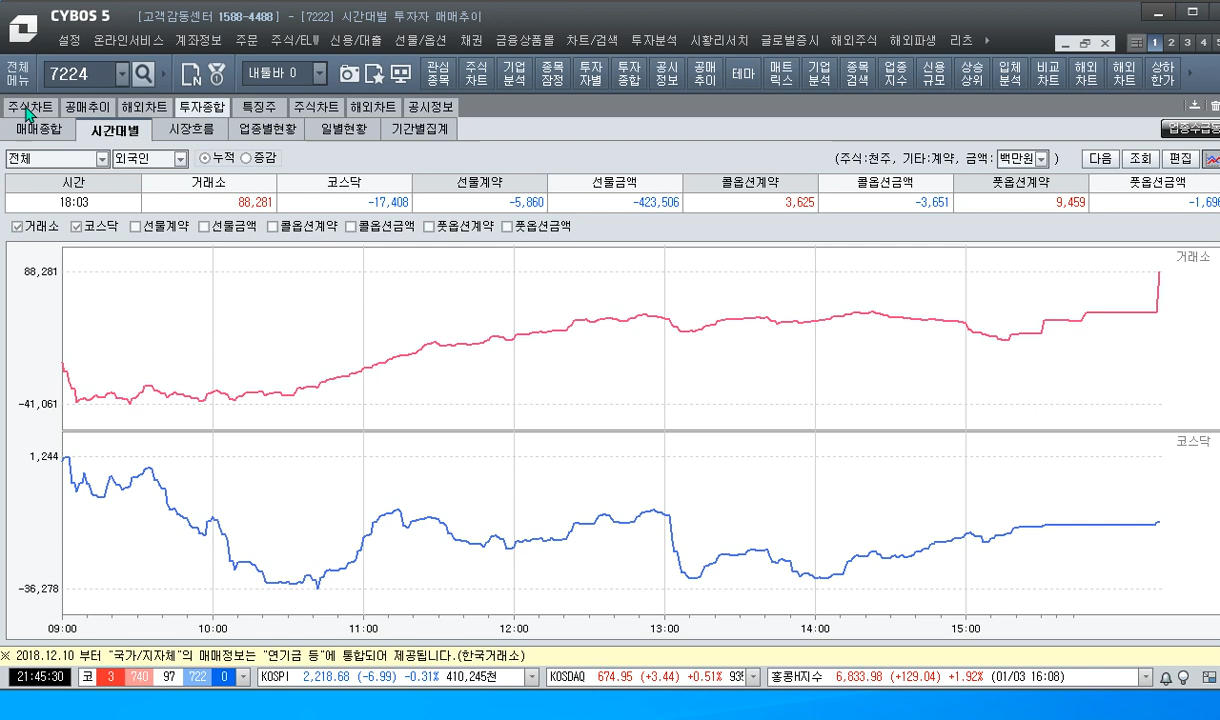 CYBOS 5 [고객감동센터 1588-4488] - [7222] 시간대별 투자자 매매추이
설정 온라인서비스 계좌정보 주문 주식/ELW 신용/대출 선물/옵션 채권 금융상품몰 차트/검색 투자분석 시황리서치 글로벌증시 해외주식 해외파생 리츠 1 2 3 4
전체메뉴 7224 내툴바 0 관심종목 주식차트 기업분석 종목잠정 투자자별 투자종합 공시정보 공매추이 테마 매트릭스 기업분석 종목검색 업종지수 신용규모 상승상위 입체분석 비교차트 해외차트 해외차트 상하한가
주식차트 공매추이 해외차트 투자종합 특징주 주식차트 해외차트 공시정보
매매종합 시간대별 시장흐름 업종별현황 일별현황 기간별집계
전체 외국인 누적 증감 (주식:천주, 기타:계약, 금액: 백만원 ) 다음 조회 편집
시간 거래소 코스닥 선물계약 선물금액 콜옵션계약 콜옵션금액 풋옵션계약 풋옵션금액
18:03 88,281 -17,408 -5,860 -423,506 3,625 -3,651 9,459
거래소 코스닥 선물계약 선물금액 콜옵션계약 콜옵션금액 풋옵션계약 풋옵션금액
거래소
88,281
-41,061
코스닥
1,244
-36,278
09:00 10:00 11:00 12:00 13:00 14:00 15:00
※ 2018.12.10 부터 "국가/지자체"의 매매정보는 "연기금 등"에 통합되어 제공됩니다.(한국거래소)
21:45:30 코 3 740 97 722 0 KOSPI 2,218.68 (-6.99) -0.31% 410,245천 KOSDAQ 674.95 (+3.44) +0.51% 홍콩H지수 6,833.98 (+129.04) +1.92% (01/03 16:08)